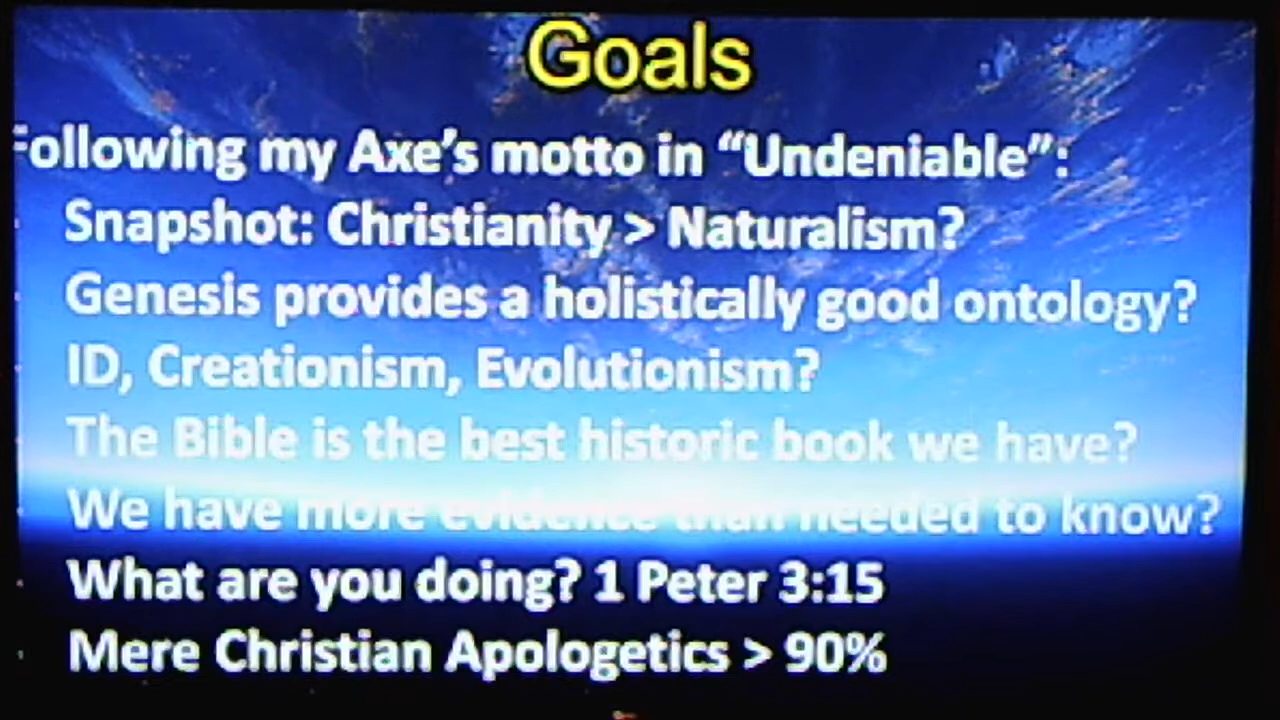 Goals
Following my Axe's motto in “Undeniable”:
Snapshot: Christianity > Naturalism?
Genesis provides a holistically good ontology?
ID, Creationism, Evolutionism?
The Bible is the best historic book we have?
We have more evidence than needed to know?
What are you doing? 1 Peter 3:15
Mere Christian Apologetics > 90%